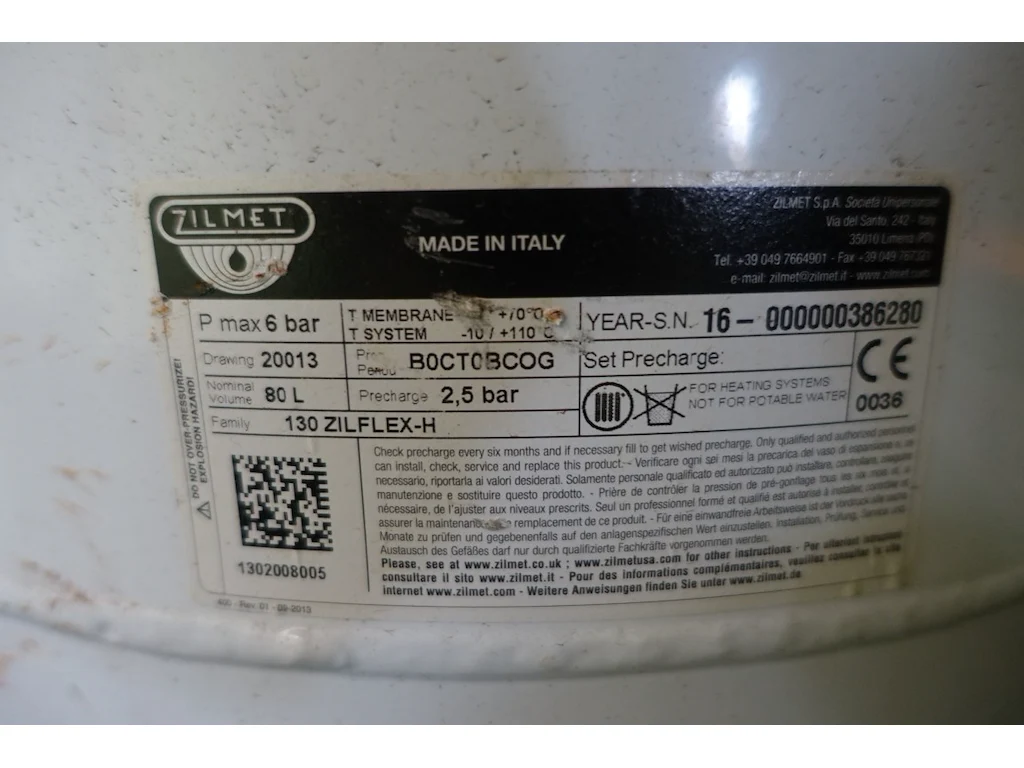 ZILMET
MADE IN ITALY
ZILMET S.p.A. Società Unipersonale
Via del Santo, 242 - Italy
35010 Limena (PD)
Tel. +39 049 7664901 - Fax +39 049 767321
e-mail: zilmet@zilmet.it - www.zilmet.com
P max 6 bar
T MEMBRANE +70°C
T SYSTEM -10 / +110°C
YEAR-S.N. 16- 000000386280
Drawing 20013
B0CT0BCOG
Set Precharge:
CE
0036
Nominal
Volume 80 L
Precharge 2,5 bar
FOR HEATING SYSTEMS
NOT FOR POTABLE WATER
Family 130 ZILFLEX-H
DO NOT OVER-PRESSURIZE!
EXPLOSION HAZARD!
Check precharge every six months and if necessary fill to get wished precharge. Only qualified and authorized personnel
can install, check, service and replace this product. - Verificare ogni sei mesi la precarica del vaso di espansione e, se
necessario, riportarla ai valori desiderati. Solamente personale qualificato ed autorizzato può installare, controllare, eseguire
manutenzione e sostituire questo prodotto. - Prière de contrôler la pression de pré-gonflage tous les six mois et, si
nécessaire, de l'ajuster aux niveaux prescrits. Seul un professionnel formé et qualifié est autorisé à installer, contrôler et
assurer la maintenance remplacement de ce produit. - Für eine einwandfreie Arbeitsweise ist der Vordruck alle sechs
Monate zu prüfen und gegebenenfalls auf den anlagenspezifischen Wert einzustellen. Installation, Prüfung, Service und
Austausch des Gefäßes darf nur durch qualifizierte Fachkräfte vorgenommen werden.
Please, see at www.zilmet.co.uk ; www.zilmetusa.com for other instructions - Per ulteriori istruzioni
consultare il sito www.zilmet.it - Pour des informations complémentaires, veuillez consulter le site
internet www.zilmet.com - Weitere Anweisungen finden Sie unter www.zilmet.de
1302008005
400 - Rev. 01 - 09-2013